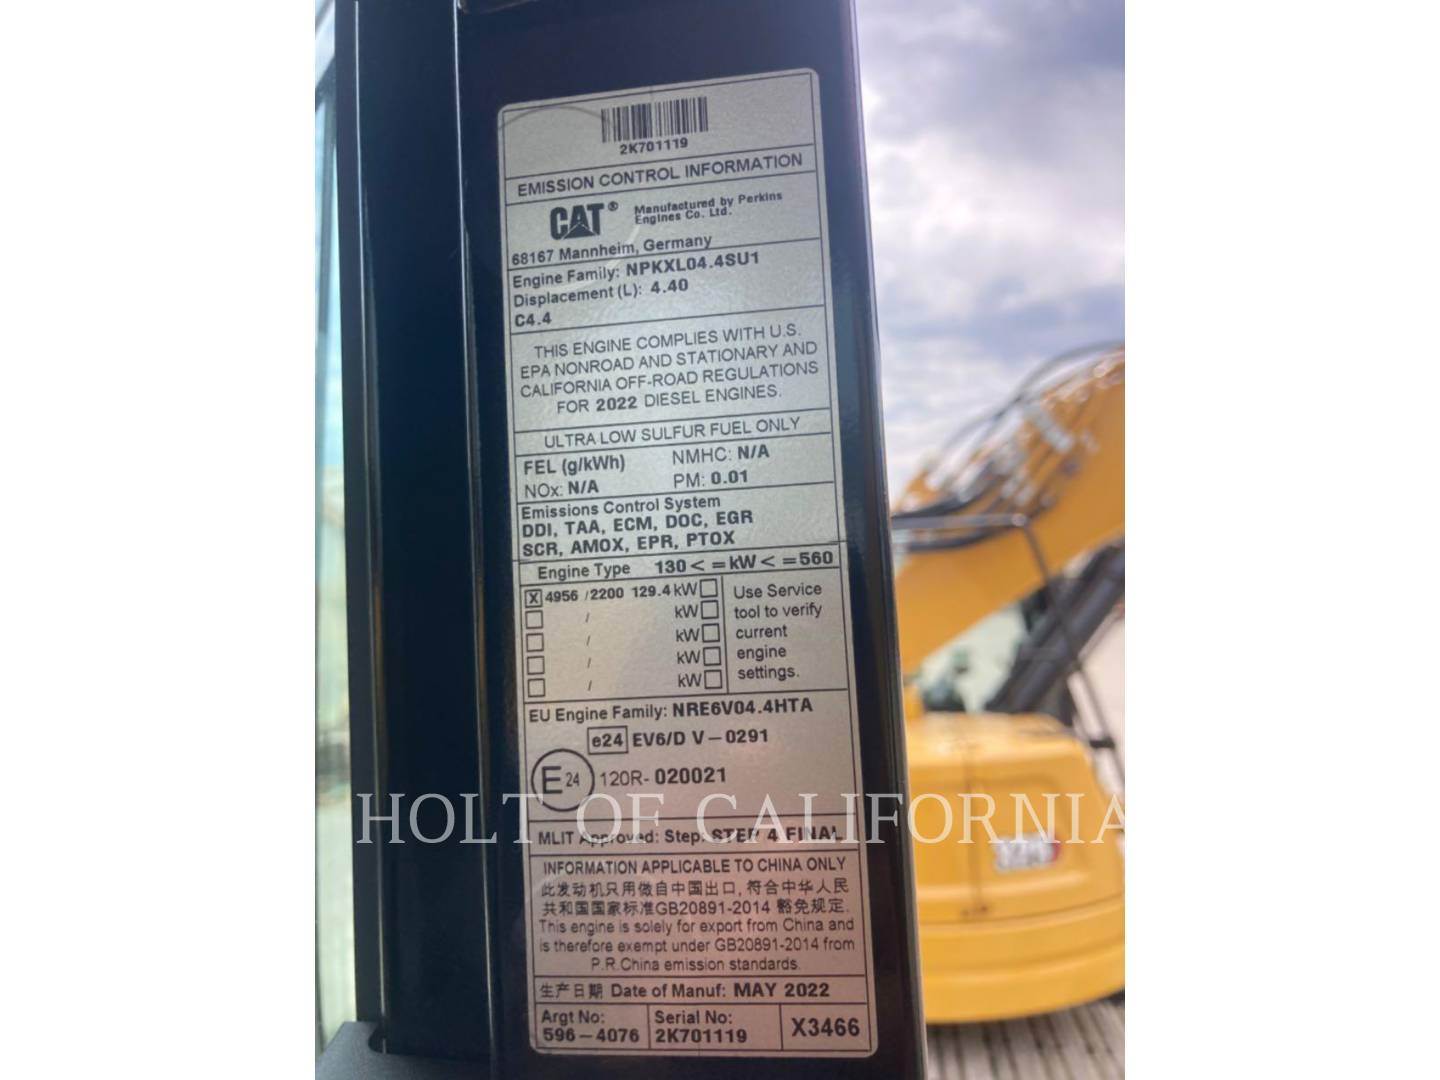 2K701119
EMISSION CONTROL INFORMATION
CAT® Manufactured by Perkins
Engines Co. Ltd.
68167 Mannheim, Germany
Engine Family: NPKXL04.4SU1
Displacement (L): 4.40
C4.4
THIS ENGINE COMPLIES WITH U.S.
EPA NONROAD AND STATIONARY AND
CALIFORNIA OFF-ROAD REGULATIONS
FOR 2022 DIESEL ENGINES.
ULTRA LOW SULFUR FUEL ONLY
FEL (g/kWh) NMHC: N/A
NOx: N/A PM: 0.01
Emissions Control System
DDI, TAA, ECM, DOC, EGR
SCR, AMOX, EPR, PTOX
Engine Type 130 < = kW < = 560
X 4956 /2200 129.4 kW Use Service
/ kW tool to verify
/ kW current
/ kW engine
/ kW settings.
EU Engine Family: NRE6V04.4HTA
e24 EV6/D V-0291
E 24 120R- 020021
HOLT OF CALIFORNIA
MLIT Approved: Step: STEP 4 FINAL
INFORMATION APPLICABLE TO CHINA ONLY
此发动机只用做自中国出口, 符合中华人民
共和国国家标准GB20891-2014 豁免规定.
This engine is solely for export from China and
is therefore exempt under GB20891-2014 from
P.R.China emission standards.
生产日期 Date of Manuf: MAY 2022
Argt No: Serial No:
596-4076 2K701119 X3466